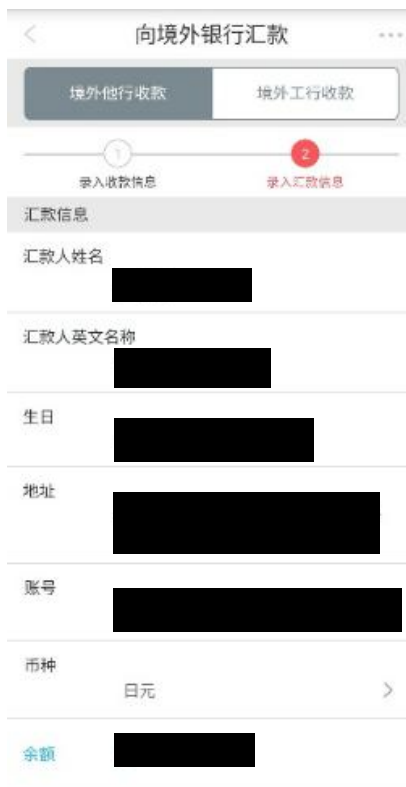 向境外银行汇款
境外他行收款
境外工行收款
1
2
录入收款信息
录入汇款信息
汇款信息
汇款人姓名
汇款人英文名称
生日
地址
账号
币种
日元
余额